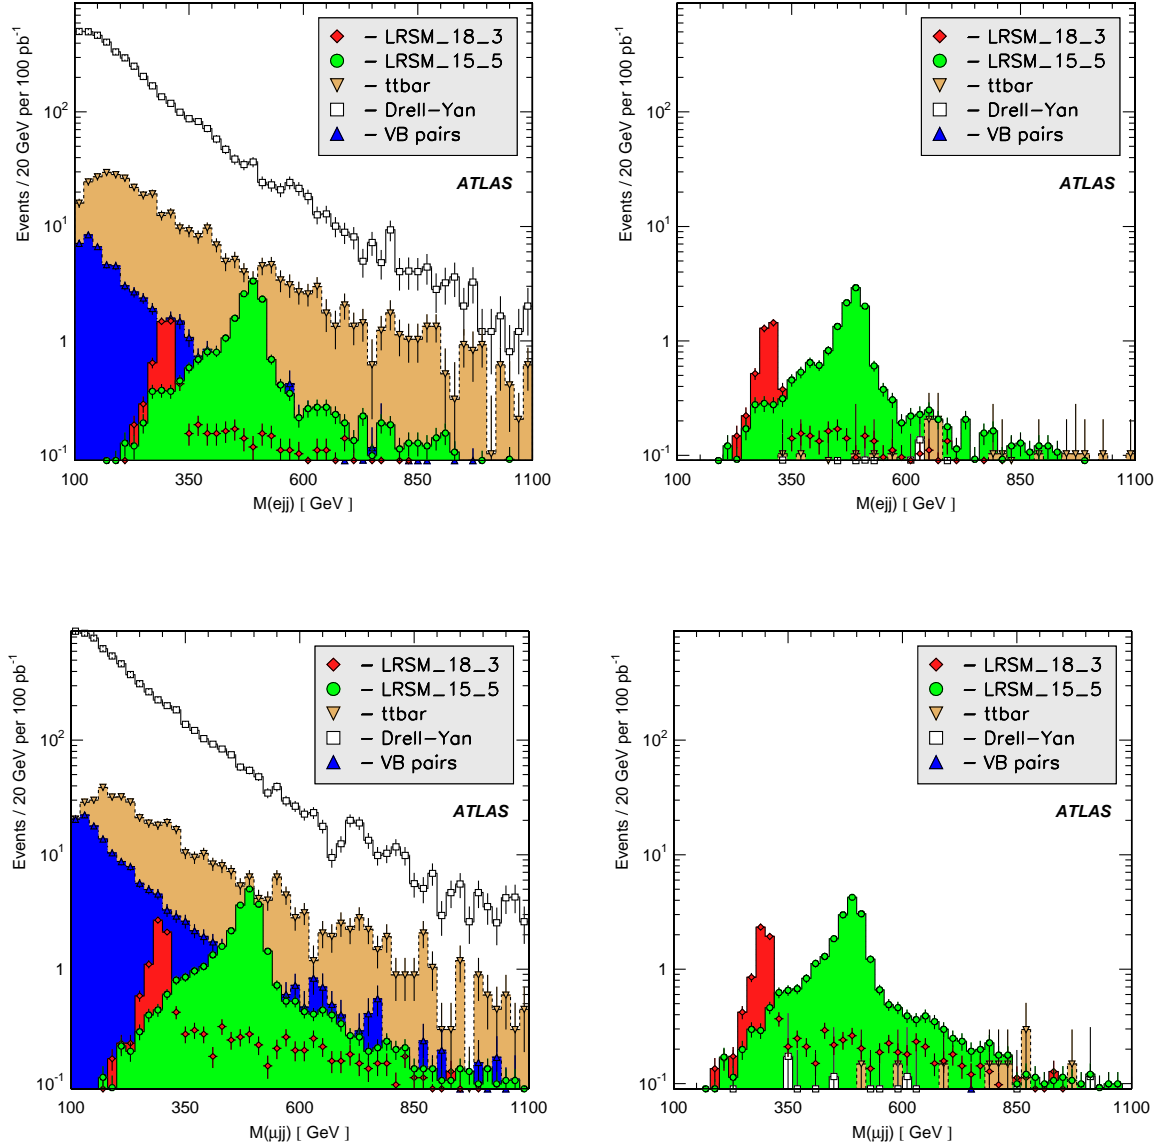 Events / 20 GeV per 100 pb-1
10²
10¹
1
10⁻¹
– LRSM_18_3
– LRSM_15_5
– ttbar
– Drell–Yan
– VB pairs
ATLAS
100 350 600 850 1100
M(ejj) [ GeV ]
Events / 20 GeV per 100 pb-1
10²
10¹
1
10⁻¹
– LRSM_18_3
– LRSM_15_5
– ttbar
– Drell–Yan
– VB pairs
ATLAS
100 350 600 850 1100
M(ejj) [ GeV ]
Events / 20 GeV per 100 pb-1
10²
10¹
1
10⁻¹
– LRSM_18_3
– LRSM_15_5
– ttbar
– Drell–Yan
– VB pairs
ATLAS
100 350 600 850 1100
M(μjj) [ GeV ]
Events / 20 GeV per 100 pb-1
10²
10¹
1
10⁻¹
– LRSM_18_3
– LRSM_15_5
– ttbar
– Drell–Yan
– VB pairs
ATLAS
100 350 600 850 1100
M(μjj) [ GeV ]